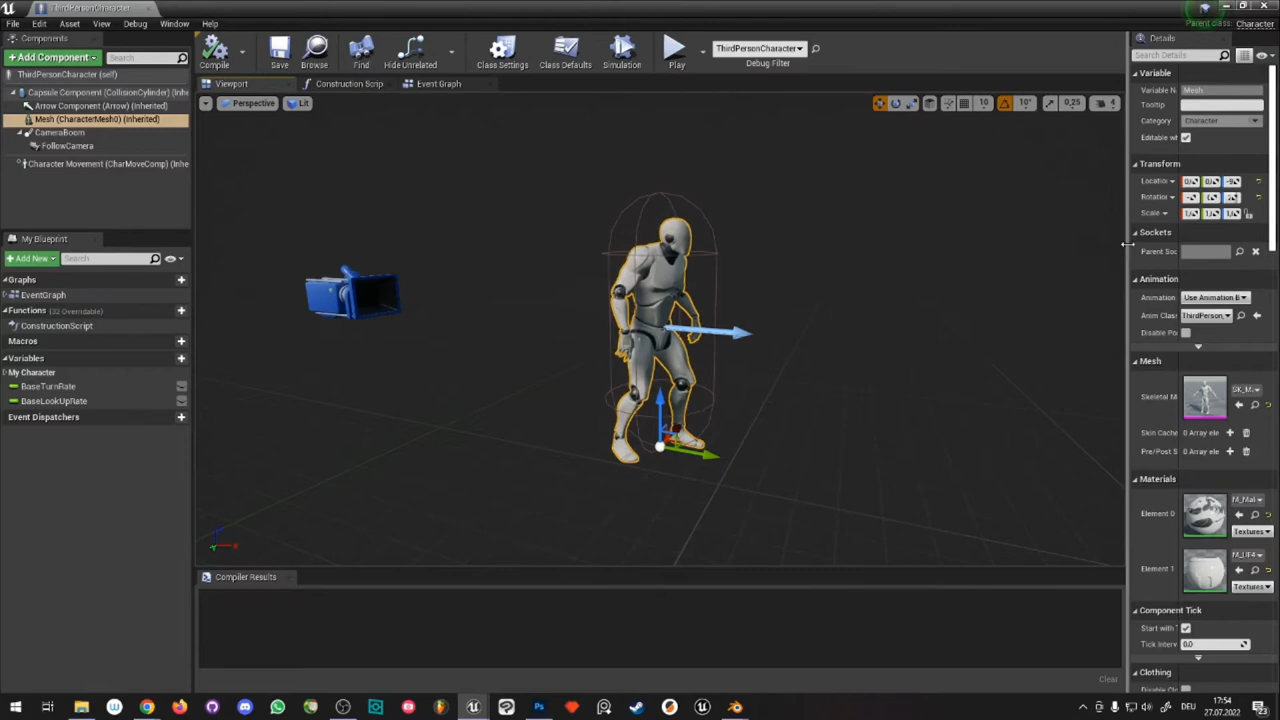 ThirdPersonCharacter
File Edit Asset View Debug Window Help
Parent class: Character
Components
+ Add Component Search
ThirdPersonCharacter (self)
Capsule Component (CollisionCylinder) (Inhe
Arrow Component (Arrow) (Inherited)
Mesh (CharacterMesh0) (Inherited)
CameraBoom
FollowCamera
Character Movement (CharMoveComp) (Inhe
My Blueprint
+ Add New Search
Graphs
EventGraph
Functions (32 Overridable)
ConstructionScript
Macros
Variables
My Character
BaseTurnRate
BaseLookUpRate
Event Dispatchers
Compile Save Browse Find Hide Unrelated Class Settings Class Defaults Simulation Play
ThirdPersonCharacter
Debug Filter
Viewport Construction Scrip Event Graph
Perspective Lit
10 10° 0,25 4
Compiler Results
Clear
Details
Search Details
Variable
Variable N Mesh
Tooltip
Category Character
Editable wh
Transform
Location
Rotation
Scale
Sockets
Parent Soc
Animation
Animation Use Animation B
Anim Class ThirdPerson_
Disable Po
Mesh
Skeletal M SK_M
Skin Cache 0 Array ele
Pre/Post S 0 Array ele
Materials
Element 0 M_Mal
Textures
Element 1 M_UE4
Textures
Component Tick
Start with
Tick Interv 0.0
Clothing
Disable Clo
DEU 17:54
27.07.2022
23